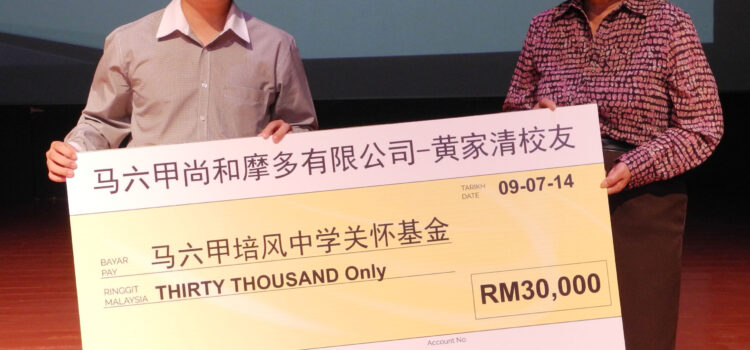 马六甲尚和摩多有限公司-黄家清校友
TARIKH
DATE
09-07-14
BAYAR
PAY
马六甲培风中学关怀基金
RINGGIT
MALAYSIA
THIRTY THOUSAND Only
RM30,000
Account No.